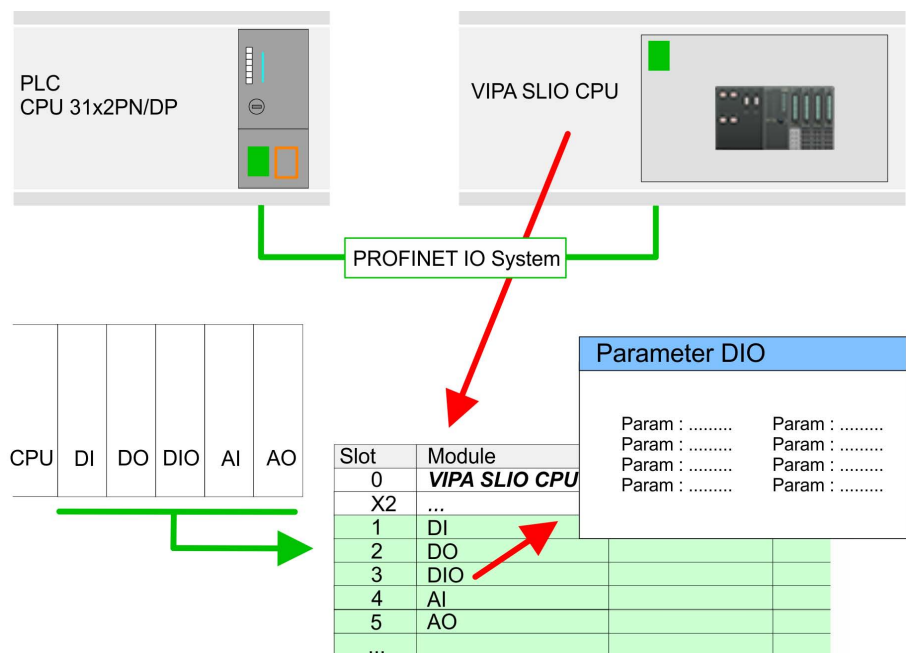 PLC
CPU 31x2PN/DP
VIPA SLIO CPU
PROFINET IO System
Parameter DIO
Param : ......... Param : .........
Param : ......... Param : .........
Param : ......... Param : .........
Param : ......... Param : .........
CPU DI DO DIO AI AO
Slot Module
0 VIPA SLIO CPU
X2 ...
1 DI
2 DO
3 DIO
4 AI
5 AO
...